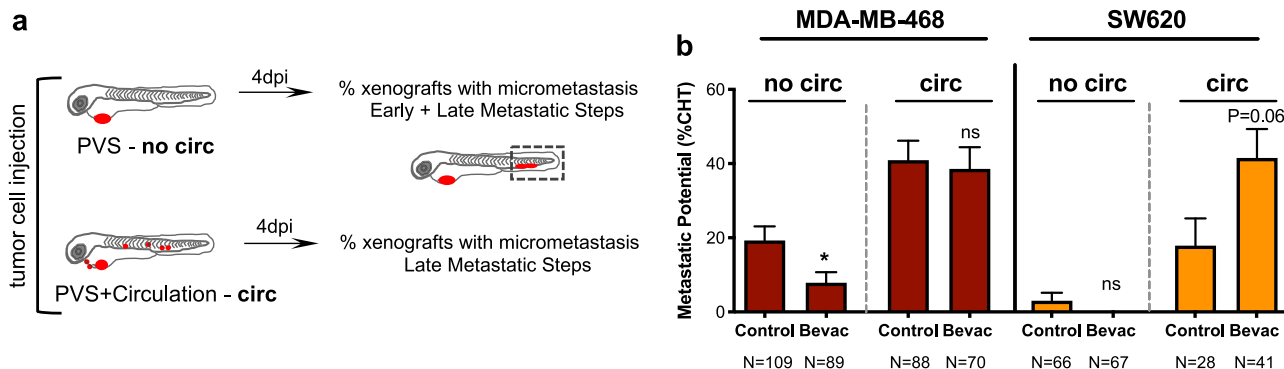 a
tumor cell injection
4dpi
PVS - no circ
% xenografts with micrometastasis
Early + Late Metastatic Steps
4dpi
PVS+Circulation - circ
% xenografts with micrometastasis
Late Metastatic Steps
b
MDA-MB-468
SW620
no circ
circ
no circ
circ
Metastatic Potential (%CHT)
60
40
20
0
*
ns
ns
P=0.06
Control Bevac Control Bevac Control Bevac Control Bevac
N=109 N=89 N=88 N=70 N=66 N=67 N=28 N=41